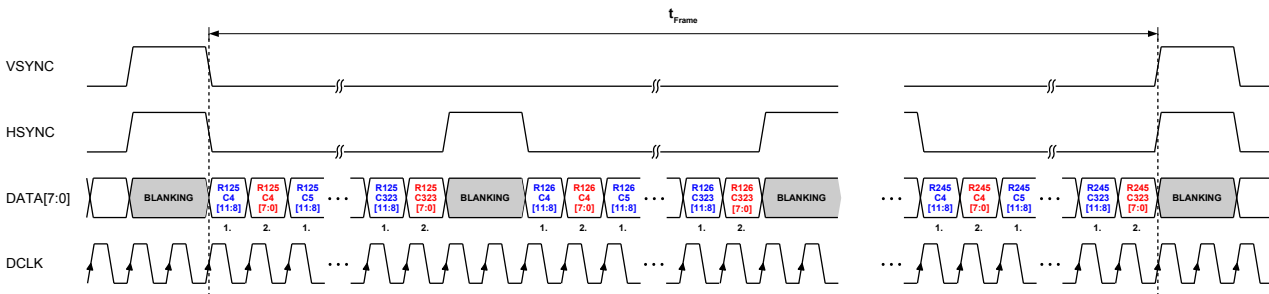 tFrame
VSYNC
HSYNC
DATA[7:0]
BLANKING
R125 C4 [11:8]
R125 C4 [7:0]
R125 C5 [11:8]
R125 C323 [11:8]
R125 C323 [7:0]
BLANKING
R126 C4 [11:8]
R126 C4 [7:0]
R126 C5 [11:8]
R126 C323 [11:8]
R126 C323 [7:0]
BLANKING
R245 C4 [11:8]
R245 C4 [7:0]
R245 C5 [11:8]
R245 C323 [11:8]
R245 C323 [7:0]
BLANKING
1. 2. 1. 1. 2. 1. 2. 1. 1. 2. 1. 2. 1. 1. 2.
DCLK